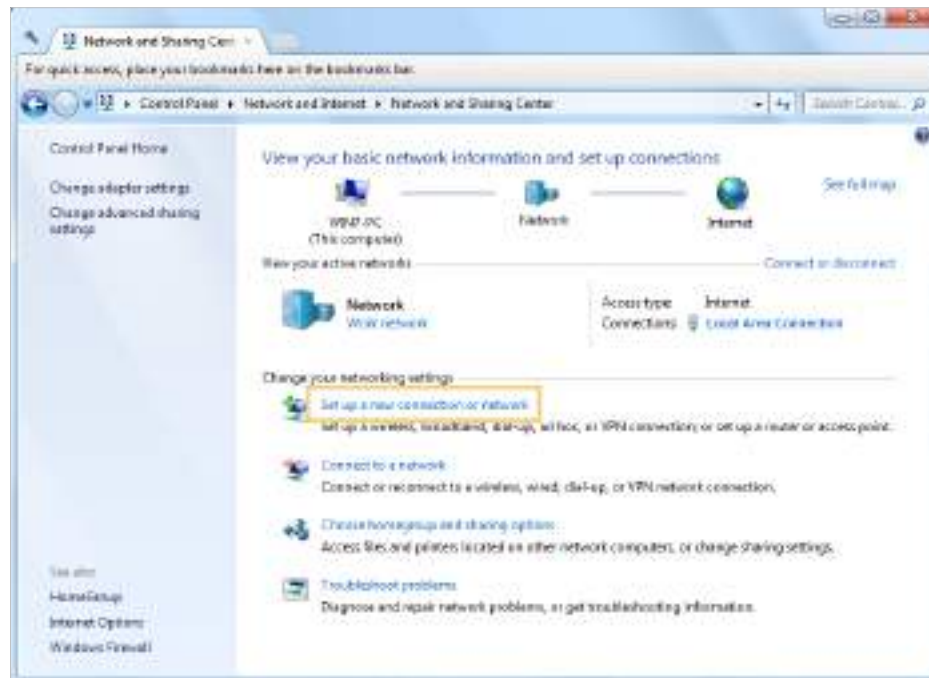 Network and Sharing Cen
For quick access, place your bookmarks here on the bookmarks bar.
Control Panel Network and Internet Network and Sharing Center
Search Control
Control Panel Home
Change adapter settings
Change advanced sharing
settings
See also
HomeGroup
Internet Options
Windows Firewall
View your basic network information and set up connections
See full map
(This computer)
Network
Internet
View your active networks
Connect or disconnect
Network
Work network
Access type: Internet
Connections: Local Area Connection
Change your networking settings
Set up a new connection or network
Set up a wireless, broadband, dial-up, ad hoc, or VPN connection; or set up a router or access point.
Connect to a network
Connect or reconnect to a wireless, wired, dial-up, or VPN network connection.
Choose homegroup and sharing options
Access files and printers located on other network computers, or change sharing settings.
Troubleshoot problems
Diagnose and repair network problems, or get troubleshooting information.